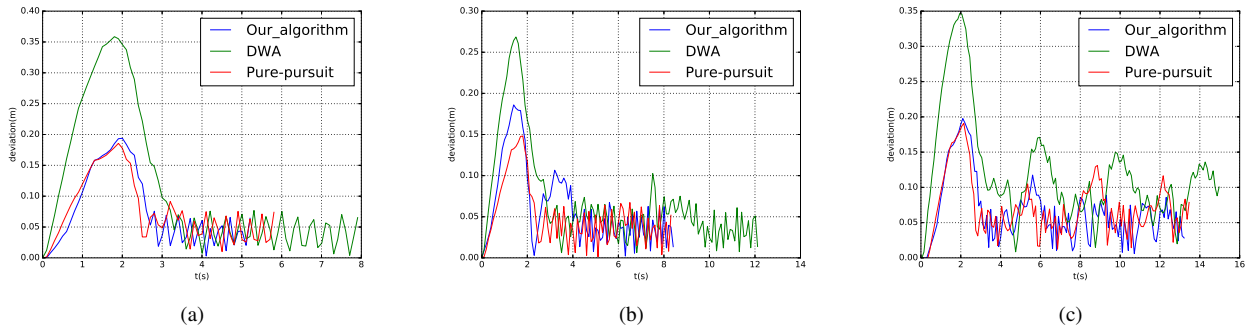 0.40
0.35
0.30
0.25
0.20
0.15
0.10
0.05
0.00
deviation(m)
Our_algorithm
DWA
Pure-pursuit
0 1 2 3 4 5 6 7 8
t(s)
(a)
0.30
0.25
0.20
0.15
0.10
0.05
0.00
deviation(m)
Our_algorithm
DWA
Pure-pursuit
0 2 4 6 8 10 12 14
t(s)
(b)
0.35
0.30
0.25
0.20
0.15
0.10
0.05
0.00
deviation(m)
Our_algorithm
DWA
Pure-pursuit
0 2 4 6 8 10 12 14 16
t(s)
(c)